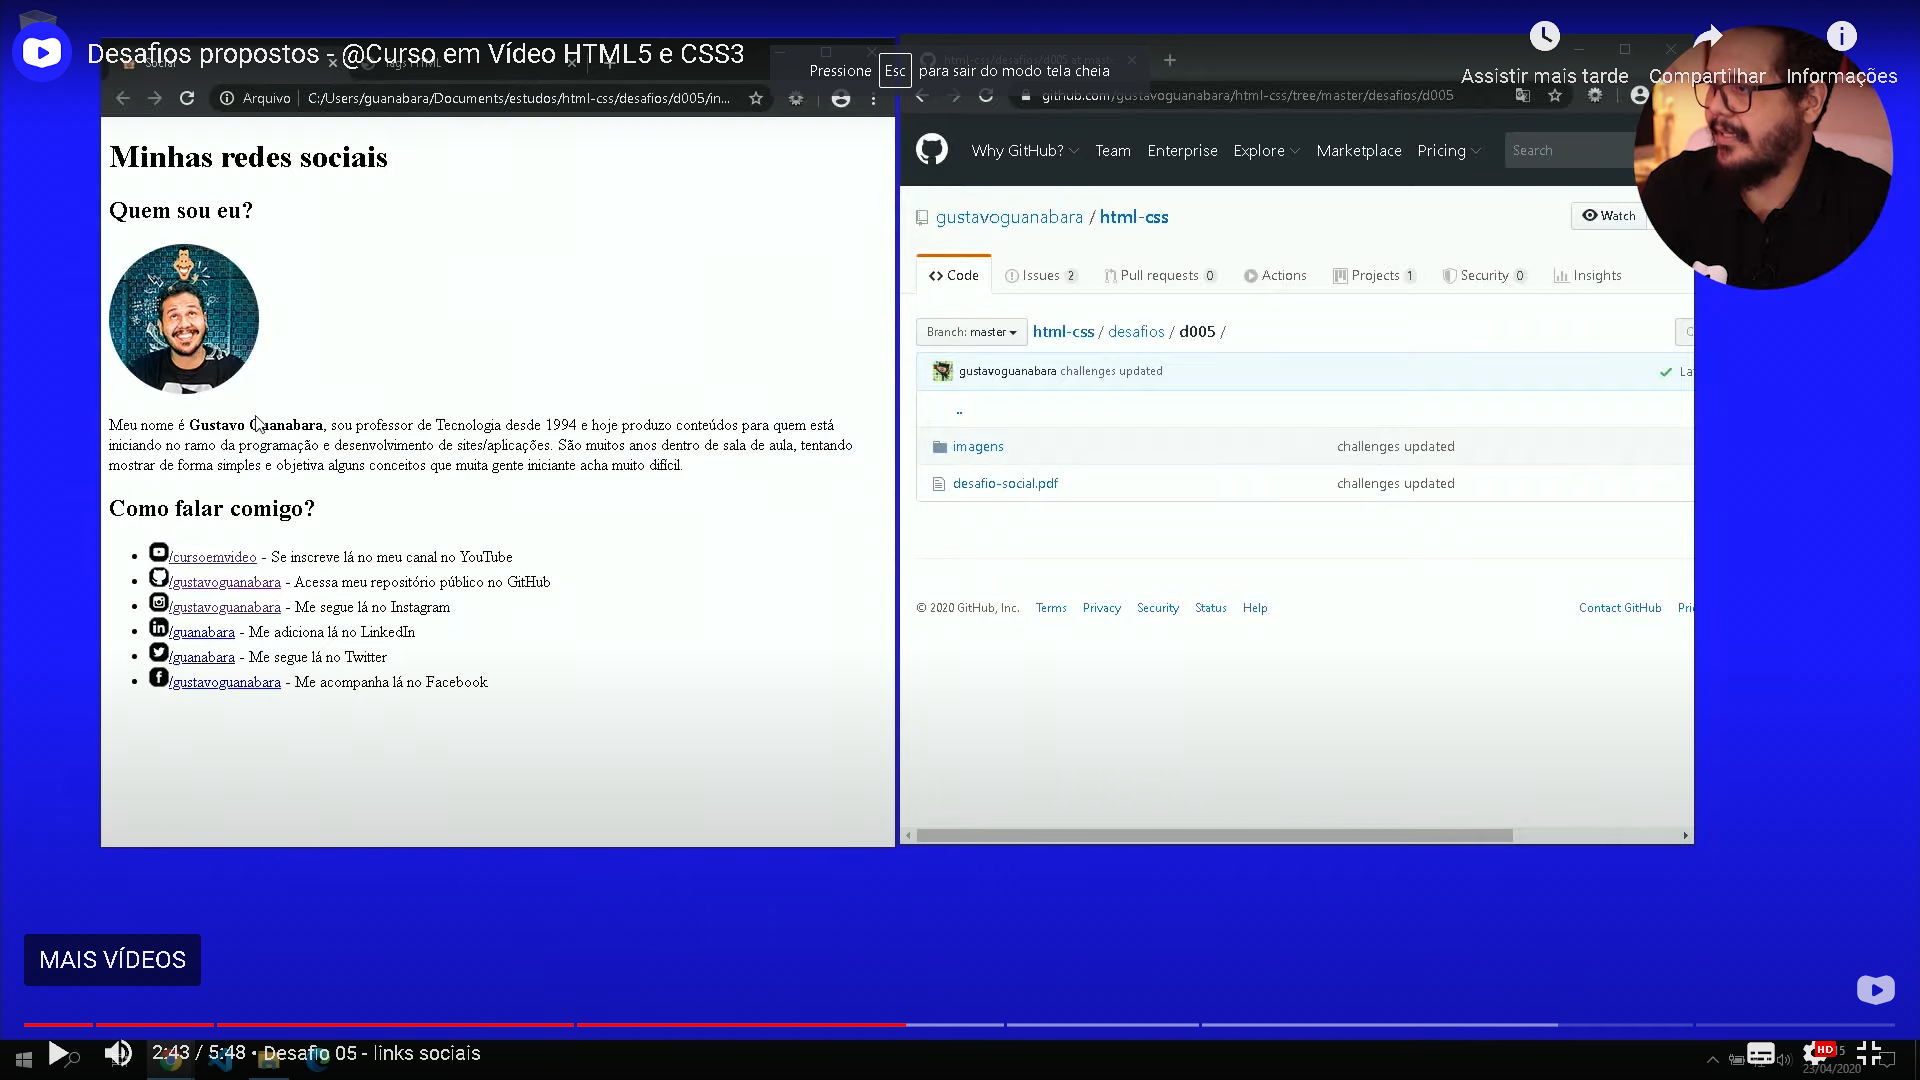 Desafios propostos - @Curso em Vídeo HTML5 e CSS3
Pressione Esc para sair do modo tela cheia
Assistir mais tarde
Compartilhar
Informações
Arquivo
C:/Users/guanabara/Documents/estudos/html-css/desafios/d005/in...
github.com/gustavoguanabara/html-css/tree/master/desafios/d005
Minhas redes sociais
Quem sou eu?
Meu nome é Gustavo Guanabara, sou professor de Tecnologia desde 1994 e hoje produzo conteúdos para quem está
iniciando no ramo da programação e desenvolvimento de sites/aplicações. São muitos anos dentro de sala de aula, tentando
mostrar de forma simples e objetiva alguns conceitos que muita gente iniciante acha muito difícil.
Como falar comigo?
/cursoemvideo - Se inscreve lá no meu canal no YouTube
/gustavoguanabara - Acessa meu repositório público no GitHub
/gustavoguanabara - Me segue lá no Instagram
/guanabara - Me adiciona lá no LinkedIn
/guanabara - Me segue lá no Twitter
/gustavoguanabara - Me acompanha lá no Facebook
Why GitHub? Team Enterprise Explore Marketplace Pricing Search
gustavoguanabara / html-css
Watch
Code Issues 2 Pull requests 0 Actions Projects 1 Security 0 Insights
Branch: master html-css / desafios / d005 /
gustavoguanabara challenges updated
La
..
imagens challenges updated
desafio-social.pdf challenges updated
© 2020 GitHub, Inc. Terms Privacy Security Status Help Contact GitHub Pri
MAIS VÍDEOS
2:43 / 5:48 • Desafio 05 - links sociais
HD
23/04/2020